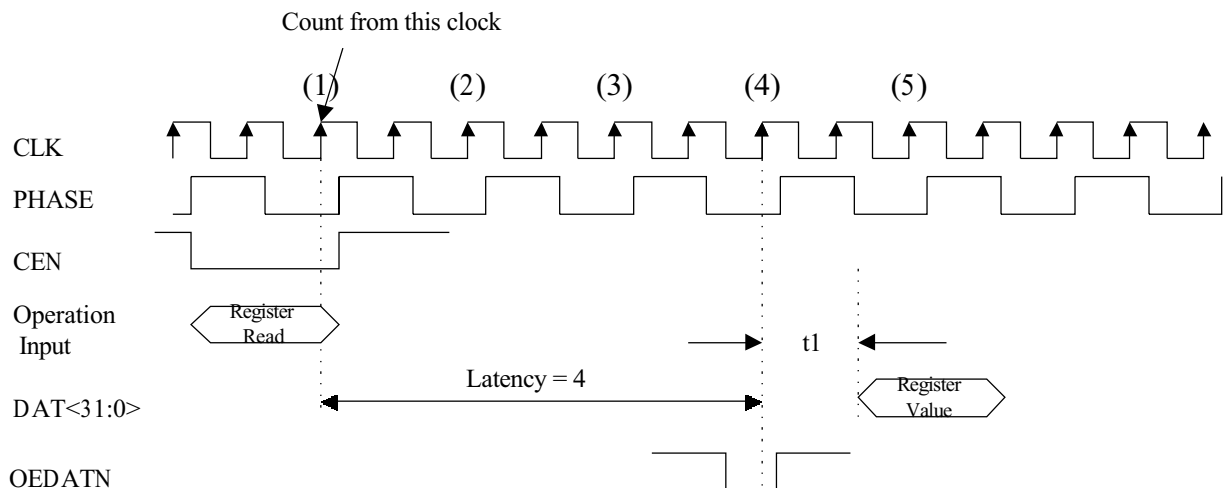 Count from this clock
(1) (2) (3) (4) (5)
CLK
PHASE
CEN
Operation
Input
Register
Read
t1
Latency = 4
DAT<31:0>
Register
Value
OEDATN